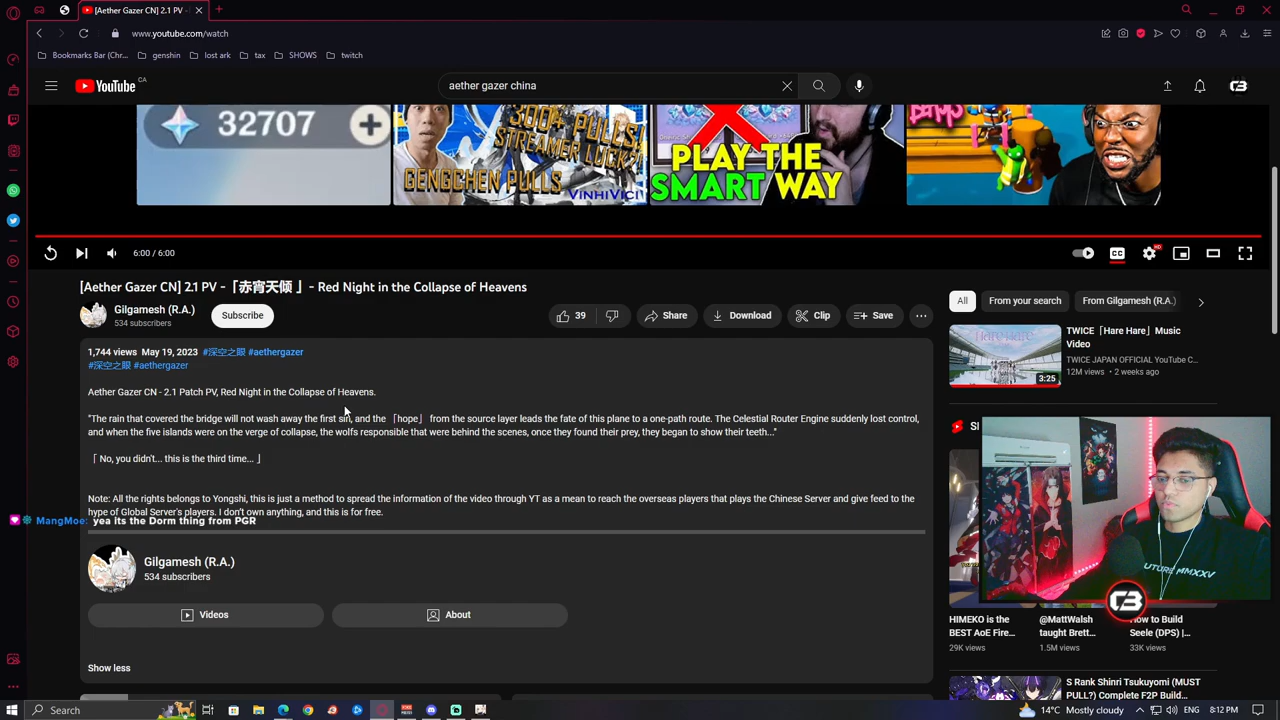 [Aether Gazer CN] 2.1 PV -
www.youtube.com/watch
Bookmarks Bar (Chr...
genshin
lost ark
tax
SHOWS
twitch
YouTube CA
aether gazer china
32707
300+ PULLS!
STREAMER LUCK?
GENGCHEN PULLS
VINHIVICI
PLAY THE
SMART WAY
6:00 / 6:00
CC
HD
[Aether Gazer CN] 2.1 PV -「赤宵天倾 」- Red Night in the Collapse of Heavens
Gilgamesh (R.A.)
534 subscribers
Subscribe
39
Share
Download
Clip
Save
1,744 views May 19, 2023 #深空之眼 #aethergazer
#深空之眼 #aethergazer
Aether Gazer CN - 2.1 Patch PV, Red Night in the Collapse of Heavens.
"The rain that covered the bridge will not wash away the first sin, and the 「hope」 from the source layer leads the fate of this plane to a one-path route. The Celestial Router Engine suddenly lost control,
and when the five islands were on the verge of collapse, the wolfs responsible that were behind the scenes, once they found their prey, they began to show their teeth..."
「 No, you didn't... this is the third time... 」
Note: All the rights belongs to Yongshi, this is just a method to spread the information of the video through YT as a mean to reach the overseas players that plays the Chinese Server and give feed to the
hype of Global Server's players. I don't own anything, and this is for free.
MangMoe: yea its the Dorm thing from PGR
Gilgamesh (R.A.)
534 subscribers
Videos
About
Show less
All
From your search
From Gilgamesh (R.A.)
TWICE「Hare Hare」Music
Video
TWICE JAPAN OFFICIAL YouTube C...
12M views • 2 weeks ago
3:25
UTURE MMXXV
HIMEKO is the
BEST AoE Fire...
29K views
@MattWalsh
taught Brett...
1.5M views
How to Build
Seele (DPS) |...
33K views
S Rank Shinri Tsukuyomi (MUST
PULL?) Complete F2P Build...
Search
14°C Mostly cloudy
ENG
8:12 PM